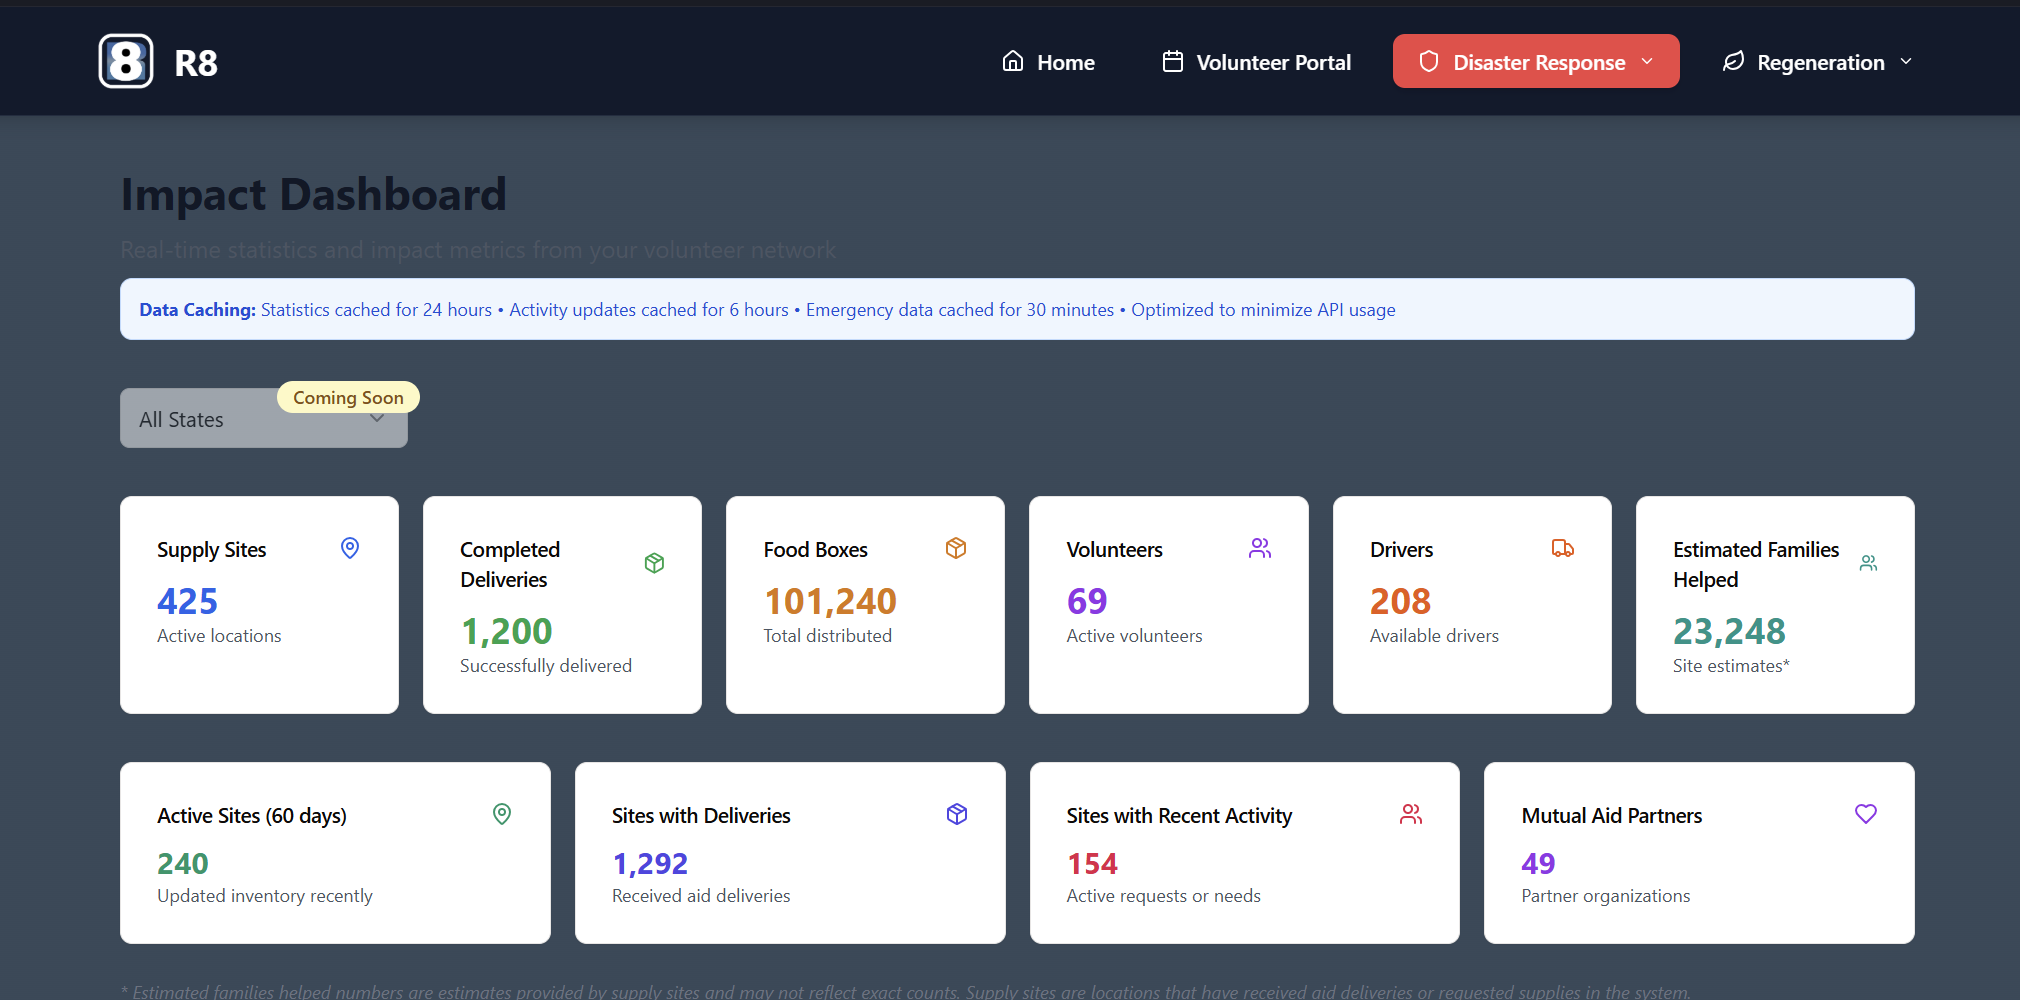 8 R8
Home
Volunteer Portal
Disaster Response
Regeneration
Impact Dashboard
Real-time statistics and impact metrics from your volunteer network
Data Caching: Statistics cached for 24 hours • Activity updates cached for 6 hours • Emergency data cached for 30 minutes • Optimized to minimize API usage
Coming Soon
All States
Supply Sites
425
Active locations
Completed
Deliveries
1,200
Successfully delivered
Food Boxes
101,240
Total distributed
Volunteers
69
Active volunteers
Drivers
208
Available drivers
Estimated Families
Helped
23,248
Site estimates*
Active Sites (60 days)
240
Updated inventory recently
Sites with Deliveries
1,292
Received aid deliveries
Sites with Recent Activity
154
Active requests or needs
Mutual Aid Partners
49
Partner organizations
* Estimated families helped numbers are estimates provided by supply sites and may not reflect exact counts. Supply sites are locations that have received aid deliveries or requested supplies in the system.